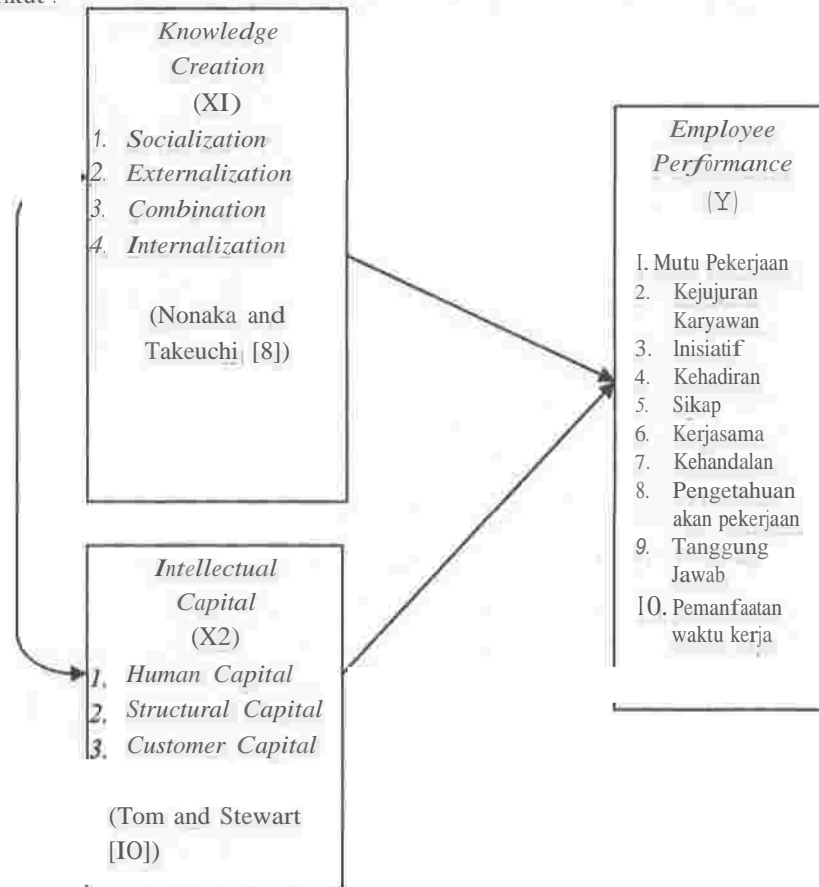 Knowledge
Creation
(XI)
1. Socialization
2. Externalization
3. Combination
4. Internalization
(Nonaka and
Takeuchi [8])
Intellectual
Capital
(X2)
1. Human Capital
2. Structural Capital
3. Customer Capital
(Tom and Stewart
[IO])
Employee
Performance
(Y)
I. Mutu Pekerjaan
2. Kejujuran
Karyawan
3. Inisiatif
4. Kehadiran
5. Sikap
6. Kerjasama
7. Kehandalan
8. Pengetahuan
akan pekerjaan
9. Tanggung
Jawab
IO. Pemanfaatan
waktu kerja